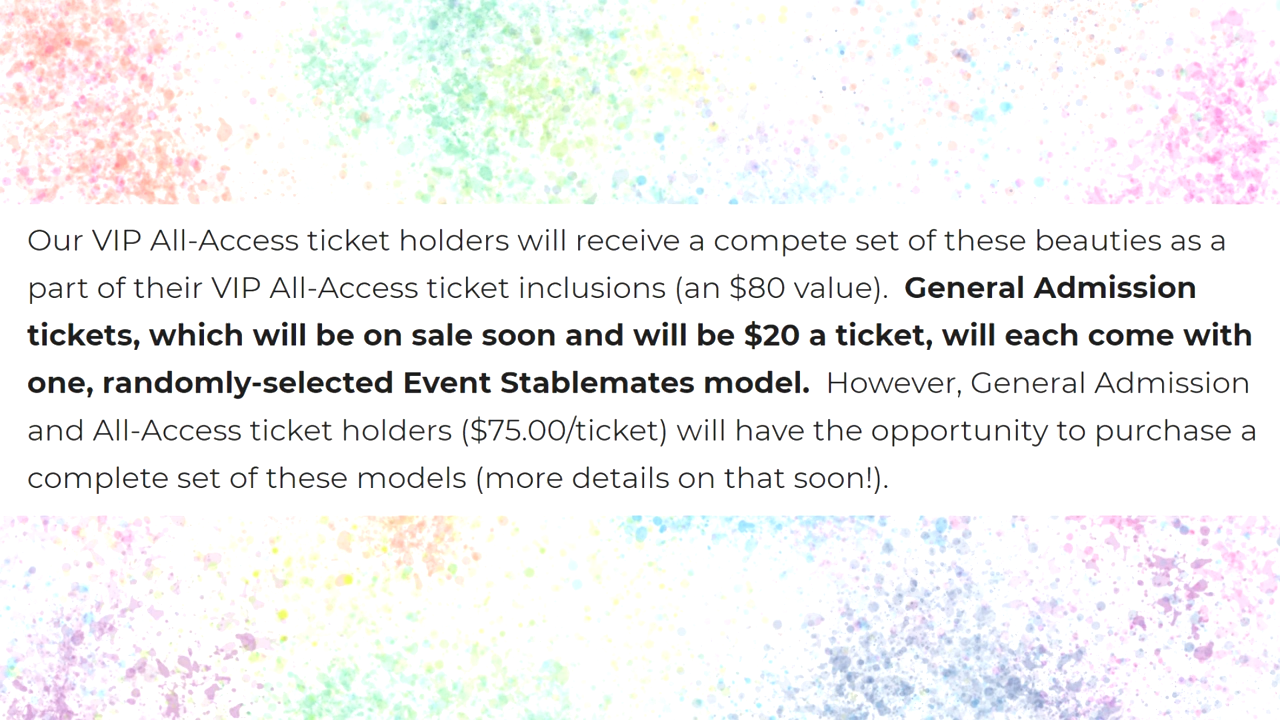 Our VIP All-Access ticket holders will receive a compete set of these beauties as a
part of their VIP All-Access ticket inclusions (an $80 value).  General Admission
tickets, which will be on sale soon and will be $20 a ticket, will each come with
one, randomly-selected Event Stablemates model.  However, General Admission
and All-Access ticket holders ($75.00/ticket) will have the opportunity to purchase a
complete set of these models (more details on that soon!).